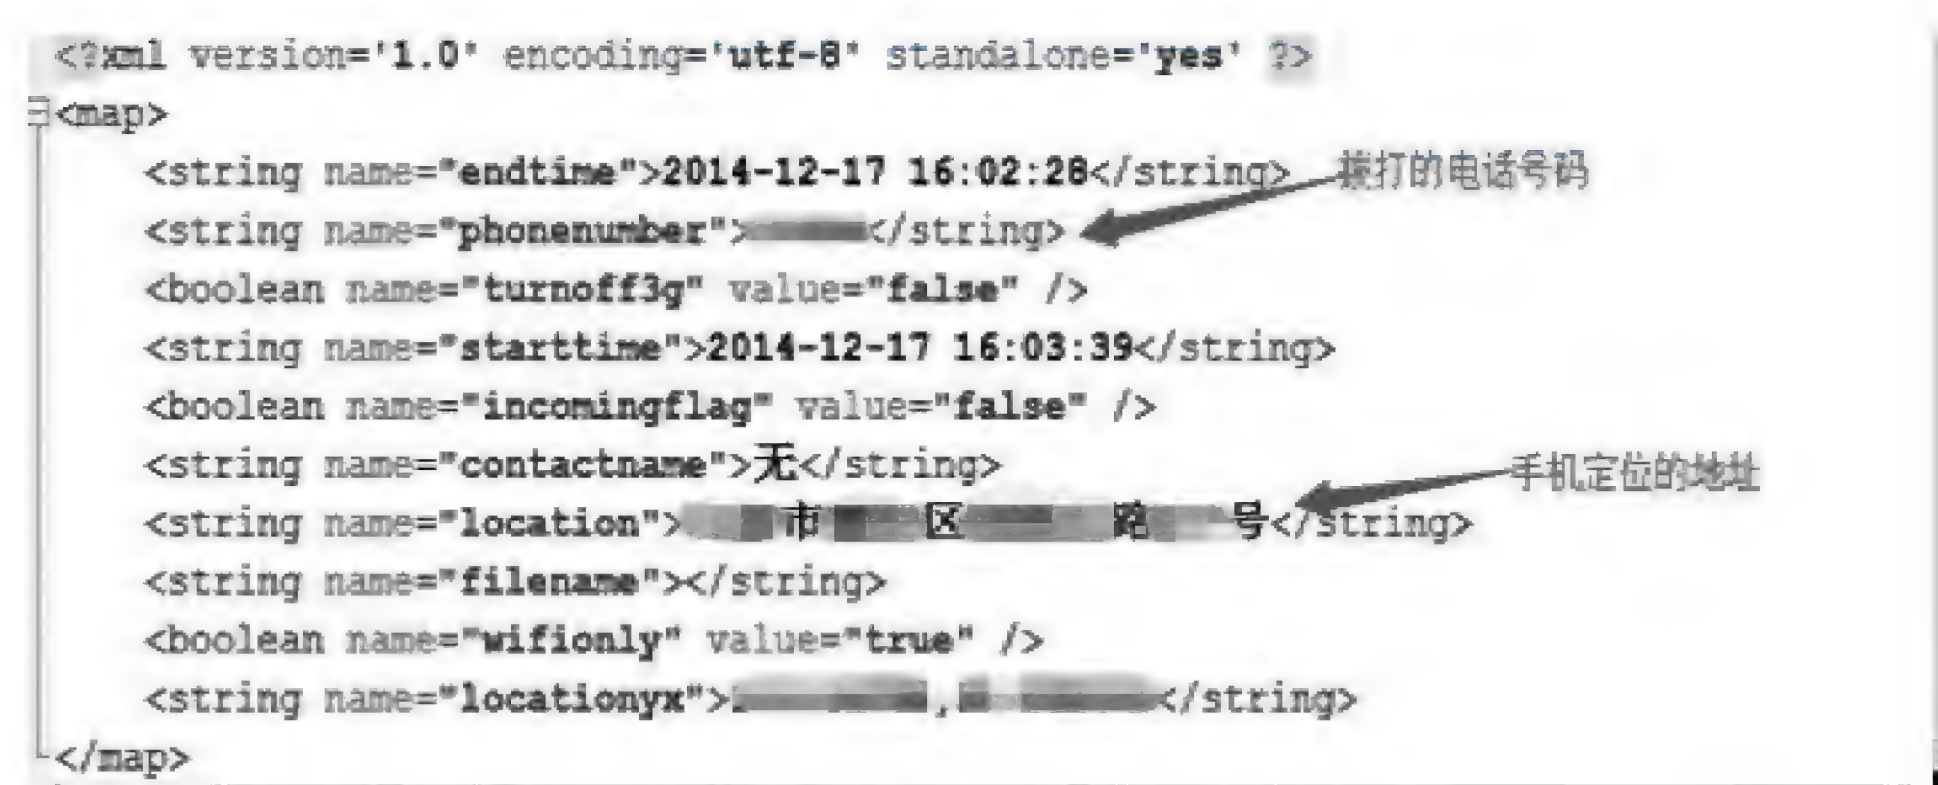 <?xml version='1.0' encoding='utf-8' standalone='yes' ?>
<map>
<string name="endtime">2014-12-17 16:02:28</string>
拨打的电话号码
<string name="phonenumber"></string>
<boolean name="turnoff3g" value="false" />
<string name="starttime">2014-12-17 16:03:39</string>
<boolean name="incomingflag" value="false" />
<string name="contactname">无</string>
手机定位的地址
<string name="location">市 区 路 号</string>
<string name="filename"></string>
<boolean name="wifionly" value="true" />
<string name="locationyx">,</string>
</map>